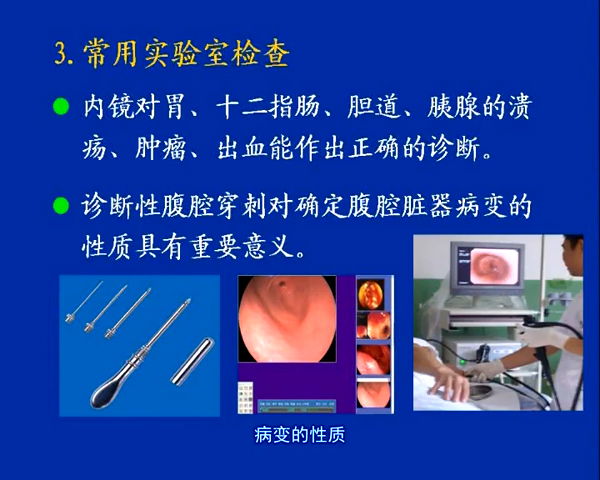 3.常用实验室检查
内镜对胃、十二指肠、胆道、胰腺的溃
疡、肿瘤、出血能作出正确的诊断。
诊断性腹腔穿刺对确定腹腔脏器病变的
性质具有重要意义。
病变的性质